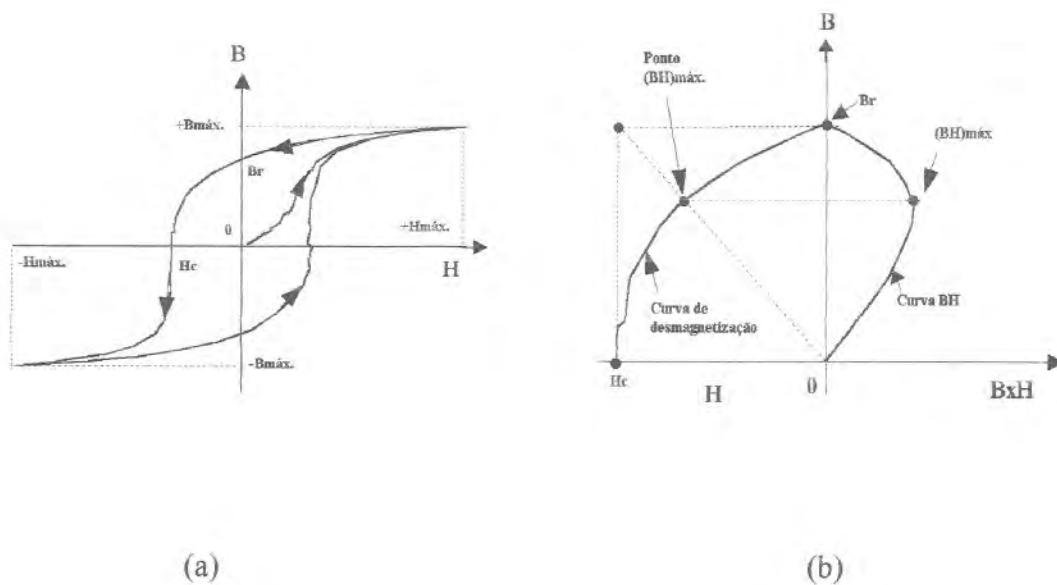 B
+Bmáx.
Br
0
+Hmáx.
-Hmáx.
Hc
H
-Bmáx.
(a)
B
Ponto
(BH)máx.
Br
(BH)máx
Curva de
desmagnetização
Curva BH
Hc
H
0
BxH
(b)